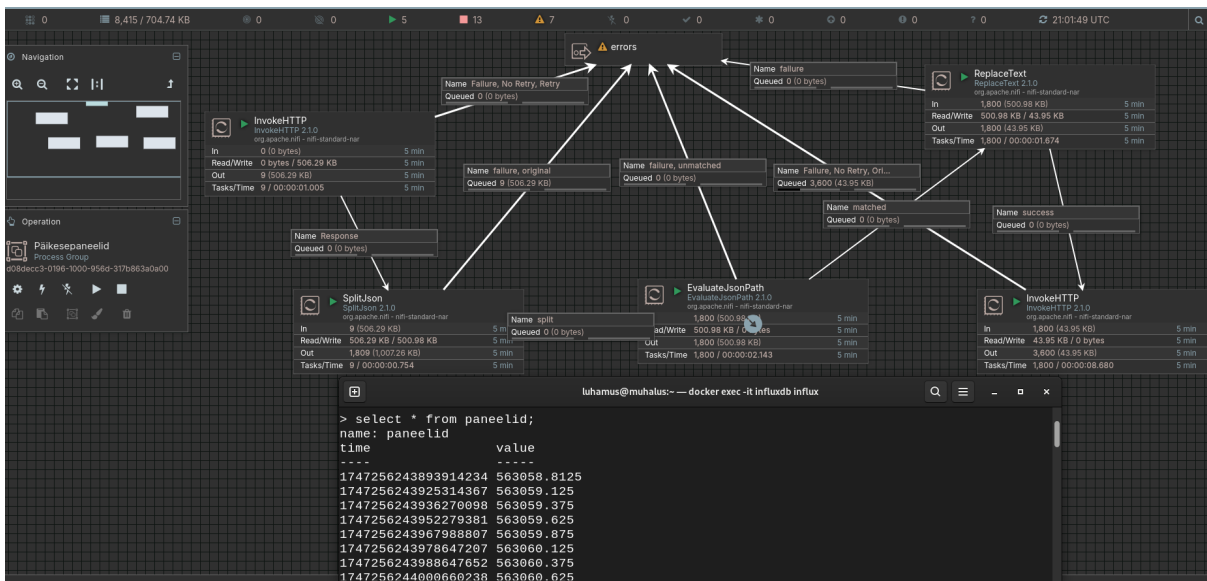 0 8,415 / 704.74 KB 0 0 5 13 7 0 0 0 0 0 ? 0 21:01:49 UTC
Navigation
Operation
Päikesepaneelid
Process Group
d08decc3-0196-1000-956d-317b863a0a00
errors
Name Failure, No Retry, Retry
Queued 0 (0 bytes)
Name failure
Queued 0 (0 bytes)
ReplaceText
ReplaceText 2.1.0
org.apache.nifi - nifi-standard-nar
In 1,800 (500.98 KB) 5 min
Read/Write 500.98 KB / 43.95 KB 5 min
Out 1,800 (43.95 KB) 5 min
Tasks/Time 1,800 / 00:00:01.674 5 min
InvokeHTTP
InvokeHTTP 2.1.0
org.apache.nifi - nifi-standard-nar
In 0 (0 bytes) 5 min
Read/Write 0 bytes / 506.29 KB 5 min
Out 9 (506.29 KB) 5 min
Tasks/Time 9 / 00:00:01.005 5 min
Name failure, original
Queued 9 (506.29 KB)
Name failure, unmatched
Queued 0 (0 bytes)
Name Failure, No Retry, Ori...
Queued 3,600 (43.95 KB)
Name matched
Queued 0 (0 bytes)
Name success
Queued 0 (0 bytes)
Name Response
Queued 0 (0 bytes)
SplitJson
SplitJson 2.1.0
org.apache.nifi - nifi-standard-nar
In 9 (506.29 KB) 5 m
Read/Write 506.29 KB / 500.98 KB 5 min
Out 1,809 (1,007.26 KB) 5 min
Tasks/Time 9 / 00:00:00.754 5 min
Name split
Queued 0 (0 bytes)
EvaluateJsonPath
EvaluateJsonPath 2.1.0
org.apache.nifi - nifi-standard-nar
1,800 (500.98 5 min
ad/Write 500.98 KB / 0 bytes 5 min
Out 1,800 (500.98 KB) 5 min
Tasks/Time 1,800 / 00:00:02.143 5 min
InvokeHTTP
InvokeHTTP 2.1.0
org.apache.nifi - nifi-standard-nar
In 1,800 (43.95 KB) 5 min
Read/Write 43.95 KB / 0 bytes 5 min
Out 3,600 (43.95 KB) 5 min
Tasks/Time 1,800 / 00:00:08.680 5 min
luhamus@muhalus:~ — docker exec -it influxdb influx
> select * from paneelid;
name: paneelid
time value
---- -----
1747256243893914234 563058.8125
1747256243925314367 563059.125
1747256243936270098 563059.375
1747256243952279381 563059.625
1747256243967988807 563059.875
1747256243978647207 563060.125
1747256243988647652 563060.375
1747256244000660238 563060.625